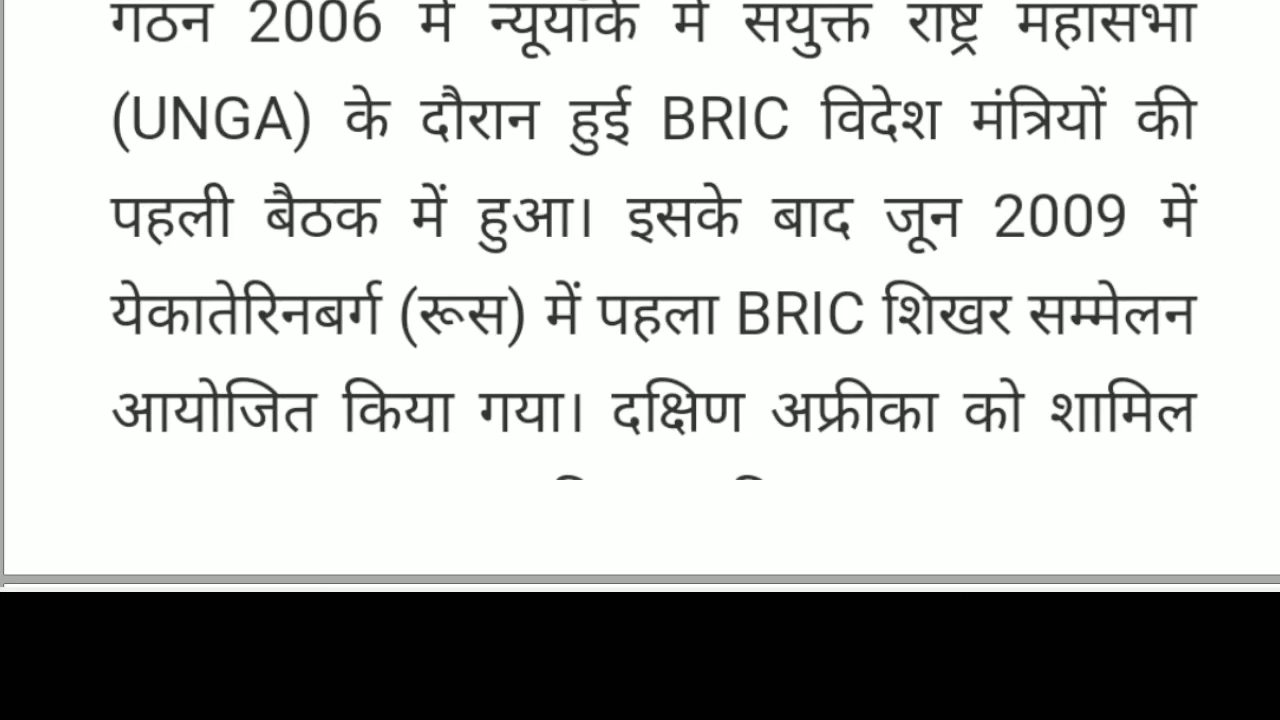 गठन 2006 में न्यूयॉर्क में संयुक्त राष्ट्र महासभा
(UNGA) के दौरान हुई BRIC विदेश मंत्रियों की
पहली बैठक में हुआ। इसके बाद जून 2009 में
येकातेरिनबर्ग (रूस) में पहला BRIC शिखर सम्मेलन
आयोजित किया गया। दक्षिण अफ्रीका को शामिल